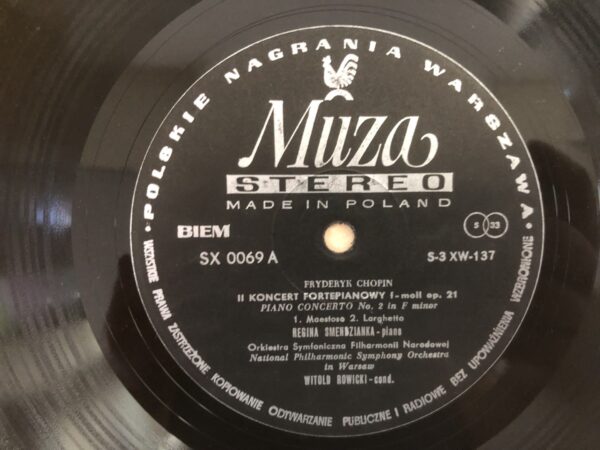 POLSKIE NAGRANIA WARSZAWA
Muza
STEREO
MADE IN POLAND
BIEM
S 33
SX 0069 A
S-3 XW-137
FRYDERYK CHOPIN
II KONCERT FORTEPIANOWY f-moll op. 21
PIANO CONCERTO No. 2 in F minor
1. Maestoso 2. Larghetto
REGINA SMENDZIANKA - piano
Orkiestra Symfoniczna Filharmonii Narodowej
National Philharmonic Symphony Orchestra
in Warsaw
WITOLD ROWICKI - cond.
WSZYSTKIE PRAWA ZASTRZEŻONE KOPIOWANIE ODTWARZANIE PUBLICZNE I RADIOWE BEZ UPOWAŻNIENIA WZBRONIONE